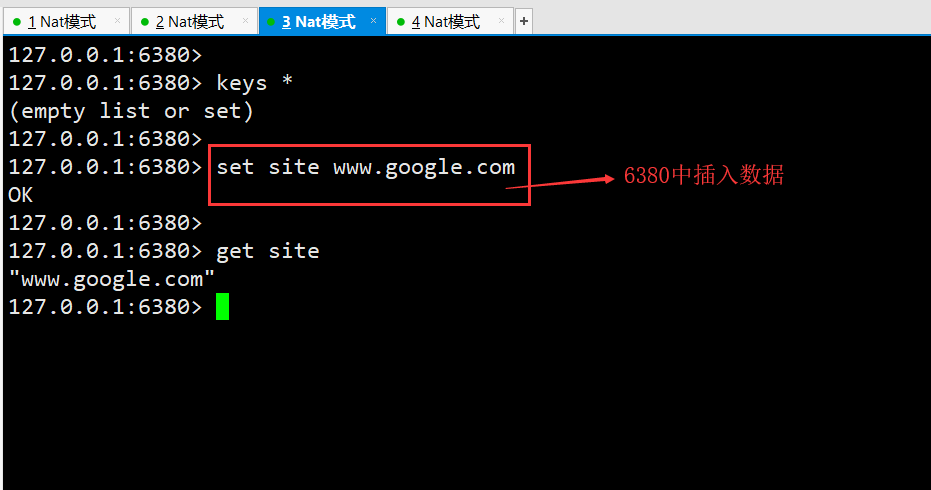 1 Nat模式 × 2 Nat模式 × 3 Nat模式 × 4 Nat模式 × +
127.0.0.1:6380>
127.0.0.1:6380> keys *
(empty list or set)
127.0.0.1:6380>
127.0.0.1:6380> set site www.google.com
6380中插入数据
OK
127.0.0.1:6380>
127.0.0.1:6380> get site
"www.google.com"
127.0.0.1:6380>